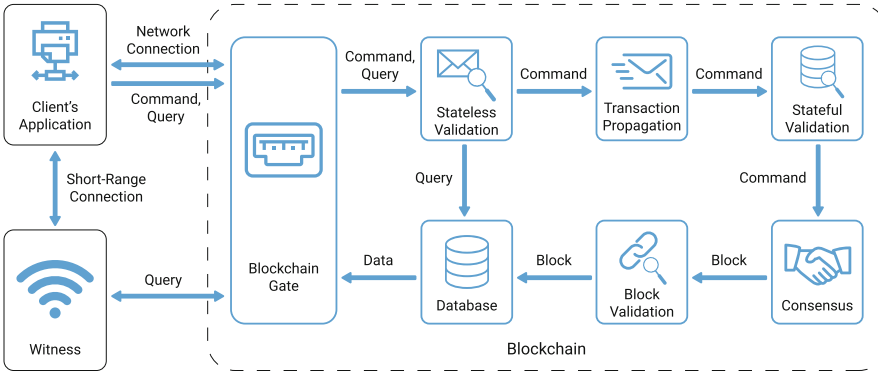 Network
Connection
Command,
Query
Client's
Application
Short-Range
Connection
Witness
Query
Blockchain
Gate
Command,
Query
Stateless
Validation
Command
Transaction
Propagation
Command
Stateful
Validation
Query
Command
Data
Database
Block
Block
Validation
Block
Consensus
Blockchain